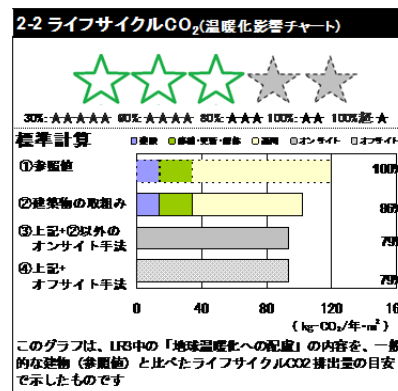 2-2 ライフサイクルCO₂(温暖化影響チャート)
30%: ★★★★★ 60%: ★★★★ 80%: ★★★ 100%: ★★ 100%超: ★
標準計算
建設 修繕・更新・解体 運用 オンサイト オフサイト
①参照値 100%
②建築物の取組み 86%
③上記+②以外の
オンサイト手法 79%
④上記+
オフサイト手法 79%
0 40 80 120 16
( kg-CO₂/年・㎡ )
このグラフは、LR3中の「地球温暖化への配慮」の内容を、一般
的な建物（参照値）と比べたライフサイクルCO2 排出量の目安
で示したものです